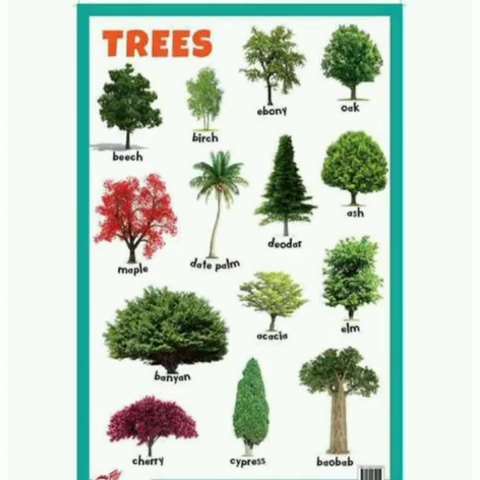 TREES
ebony
oak
birch
beech
ash
deodar
date palm
maple
elm
acacia
banyan
cherry
cypress
baobab